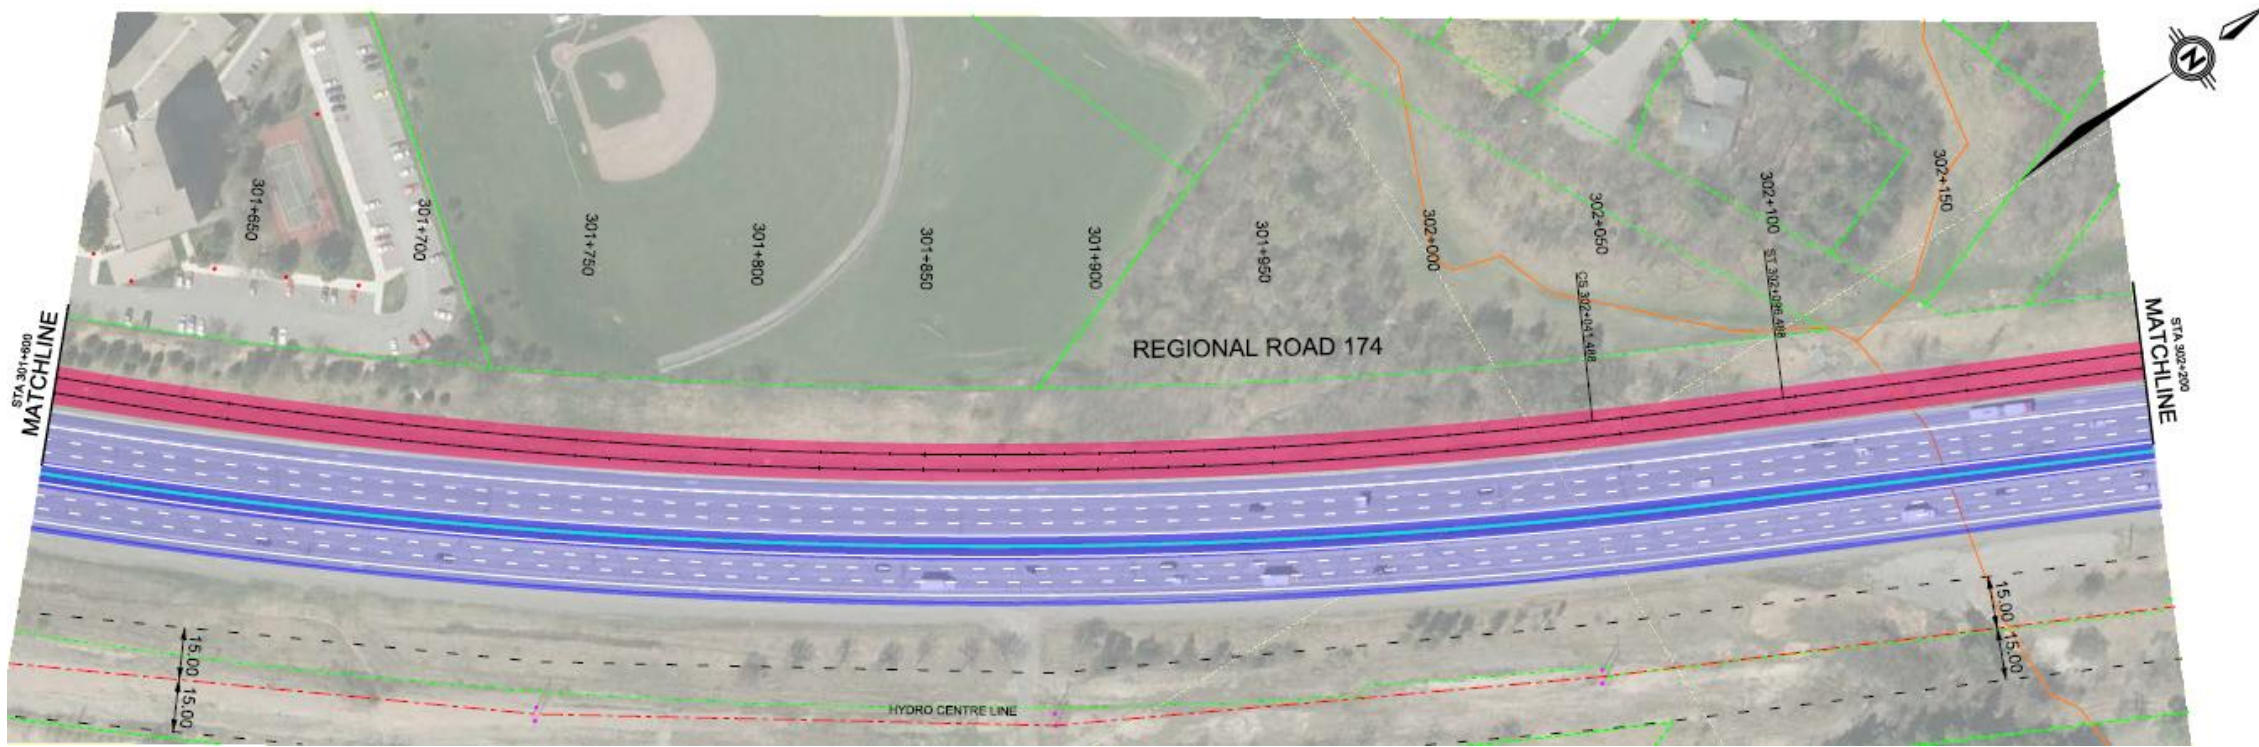 N
301+650
301+700
301+750
301+800
301+850
301+900
301+950
302+000
302+050
302+100
302+150
CS 302+041.488
ST 302+096.488
REGIONAL ROAD 174
STA 301+600
MATCHLINE
STA 302+200
MATCHLINE
15.00
15.00
HYDRO CENTRE LINE
15.00
15.00